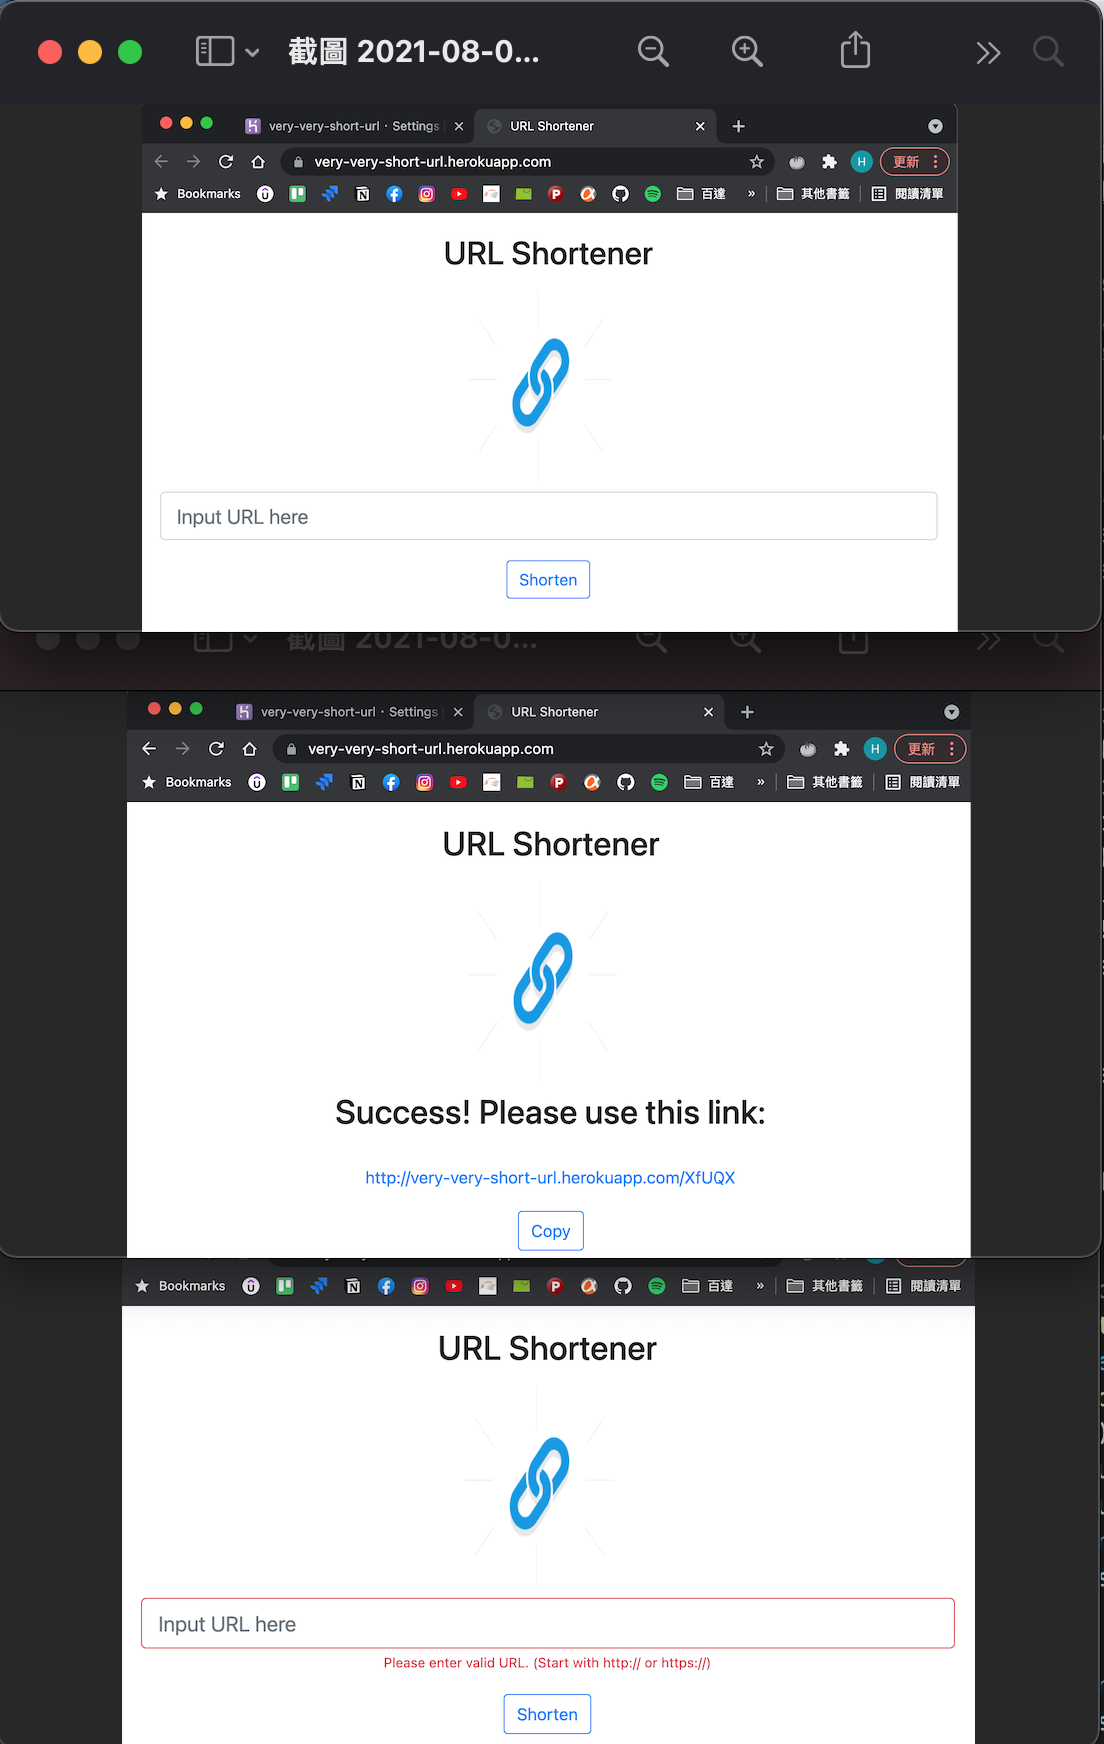 截圖 2021-08-0...
very-very-short-url · Settings
URL Shortener
very-very-short-url.herokuapp.com
H
更新
Bookmarks
百達
»
其他書籤
閱讀清單
URL Shortener
Input URL here
Shorten
截圖 2021-08-0...
very-very-short-url · Settings
URL Shortener
very-very-short-url.herokuapp.com
H
更新
Bookmarks
百達
»
其他書籤
閱讀清單
URL Shortener
Success! Please use this link:
http://very-very-short-url.herokuapp.com/XfUQX
Copy
Bookmarks
百達
»
其他書籤
閱讀清單
URL Shortener
Input URL here
Please enter valid URL. (Start with http:// or https://)
Shorten